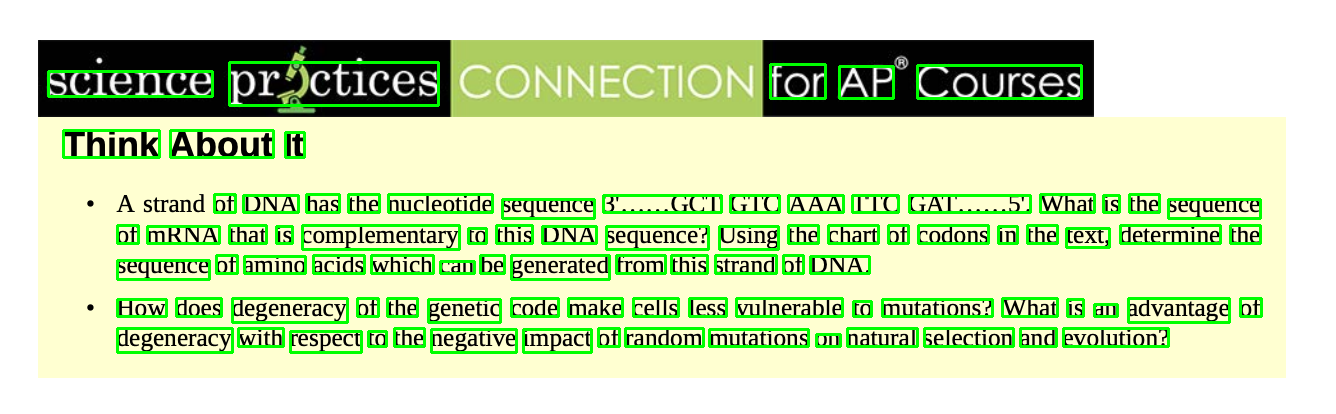 science practices CONNECTION for AP® Courses
Think About It
• A strand of DNA has the nucleotide sequence 3'......GCT GTC AAA TTC GAT......5'. What is the sequence
of mRNA that is complementary to this DNA sequence? Using the chart of codons in the text, determine the
sequence of amino acids which can be generated from this strand of DNA.
• How does degeneracy of the genetic code make cells less vulnerable to mutations? What is an advantage of
degeneracy with respect to the negative impact of random mutations on natural selection and evolution?